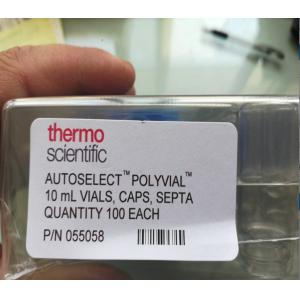 thermo
scientific
AUTOSELECT™ POLYVIAL™
10 mL VIALS, CAPS, SEPTA
QUANTITY 100 EACH
P/N 055058